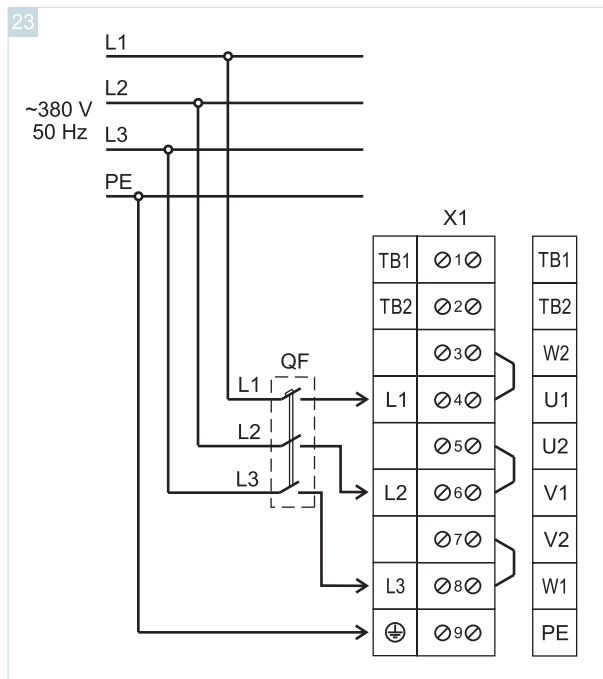 23
L1
L2
~380 V
50 Hz
L3
PE
X1
TB1 1 TB1
TB2 2 TB2
3 W2
QF
L1
L1 4 U1
L2
5 U2
L3
L2 6 V1
7 V2
L3 8 W1
9 PE